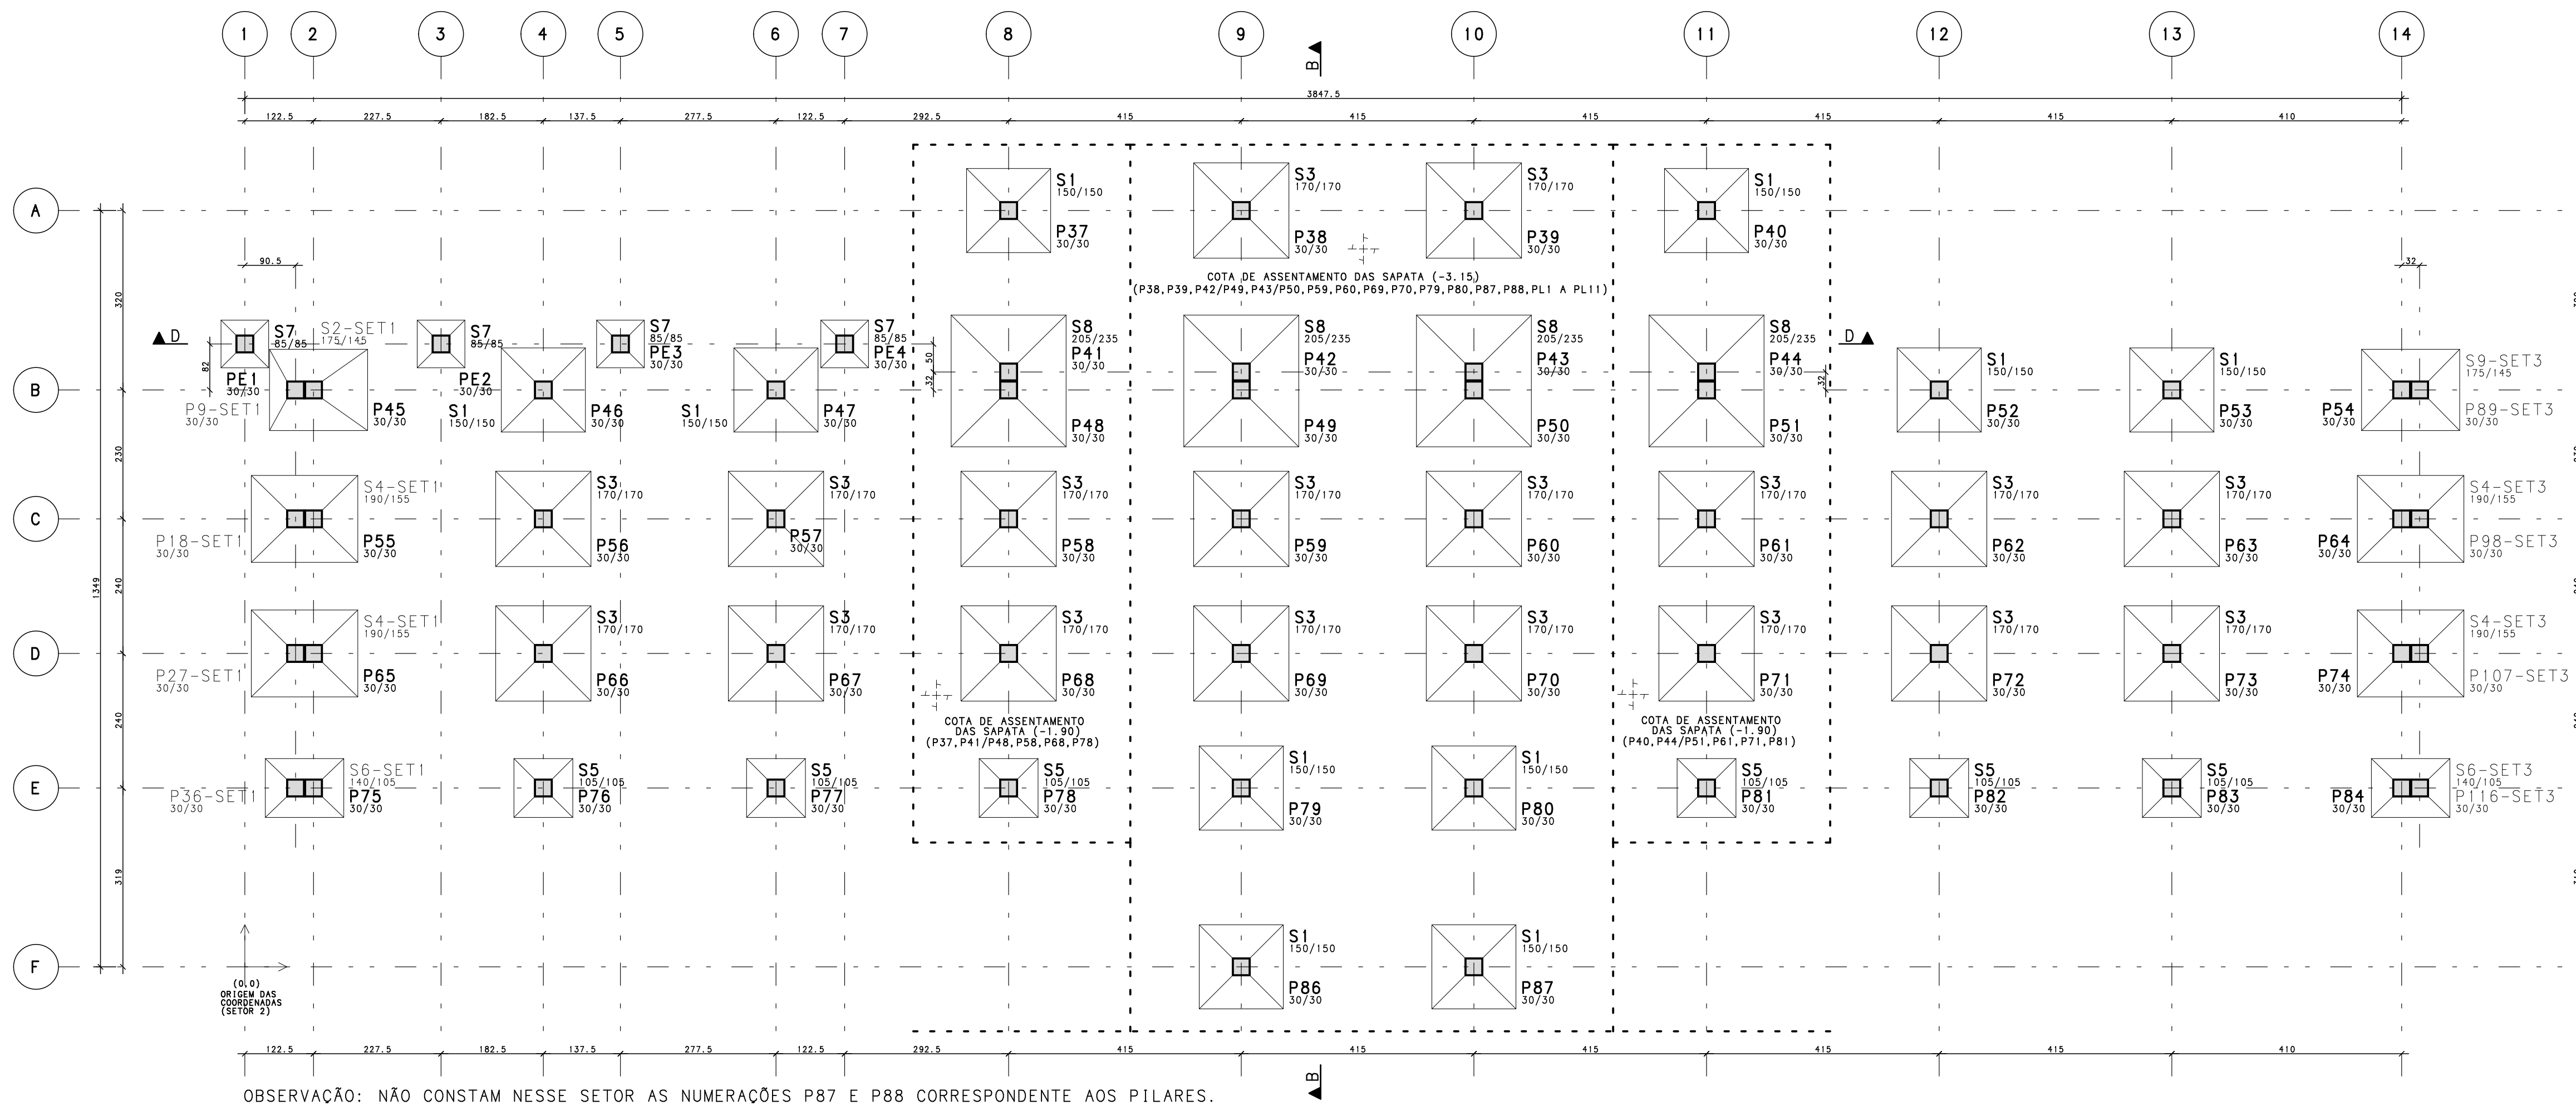 1 2 3 4 5 6 7 8 9 10 11 12 13 14
B
3847.5
122.5 227.5 182.5 137.5 277.5 122.5 292.5 415 415 415 415 415 410
A
S1
150/150
P37
30/30
S3
170/170
P38
30/30
S3
170/170
P39
30/30
S1
150/150
P40
30/30
COTA DE ASSENTAMENTO DAS SAPATA (-3.15)
(P38,P39,P42/P49,P43/P50,P59,P60,P69,P70,P79,P80,P87,P88,PL1 A PL11)
90.5
32
320
D
82
S7
85/85
PE1
30/30
S2-SET1
175/145
S7
85/85
PE2
30/30
S7
85/85
PE3
30/30
S7
85/85
PE4
30/30
50
32
S8
205/235
P41
30/30
S8
205/235
P42
30/30
S8
205/235
P43
30/30
S8
205/235
P44
30/30
32
D
B
P9-SET1
30/30
P45
30/30
S1
150/150
P46
30/30
S1
150/150
P47
30/30
P48
30/30
P49
30/30
P50
30/30
P51
30/30
S1
150/150
P52
30/30
S1
150/150
P53
30/30
P54
30/30
S9-SET3
175/145
P89-SET3
30/30
230
C
S4-SET1
190/155
P18-SET1
30/30
P55
30/30
S3
170/170
P56
30/30
S3
170/170
P57
30/30
S3
170/170
P58
30/30
S3
170/170
P59
30/30
S3
170/170
P60
30/30
S3
170/170
P61
30/30
S3
170/170
P62
30/30
S3
170/170
P63
30/30
P64
30/30
S4-SET3
190/155
P98-SET3
30/30
1349
240
D
S4-SET1
190/155
P27-SET1
30/30
P65
30/30
S3
170/170
P66
30/30
S3
170/170
P67
30/30
S3
170/170
P68
30/30
S3
170/170
P69
30/30
S3
170/170
P70
30/30
S3
170/170
P71
30/30
S3
170/170
P72
30/30
S3
170/170
P73
30/30
P74
30/30
S4-SET3
190/155
P107-SET3
30/30
240
COTA DE ASSENTAMENTO
DAS SAPATA (-1.90)
(P37,P41/P48,P58,P68,P78)
COTA DE ASSENTAMENTO
DAS SAPATA (-1.90)
(P40,P44/P51,P61,P71,P81)
E
S6-SET1
140/105
P36-SET1
30/30
P75
30/30
S5
105/105
P76
30/30
S5
105/105
P77
30/30
S5
105/105
P78
30/30
S1
150/150
P79
30/30
S1
150/150
P80
30/30
S5
105/105
P81
30/30
S5
105/105
P82
30/30
S5
105/105
P83
30/30
P84
30/30
S6-SET3
140/105
P116-SET3
30/30
319
F
S1
150/150
P86
30/30
S1
150/150
P87
30/30
(0,0)
ORIGEM DAS
COORDENADAS
(SETOR 2)
122.5 227.5 182.5 137.5 277.5 122.5 292.5 415 415 415 415 415 410
B
OBSERVAÇÃO: NÃO CONSTAM NESSE SETOR AS NUMERAÇÕES P87 E P88 CORRESPONDENTE AOS PILARES.